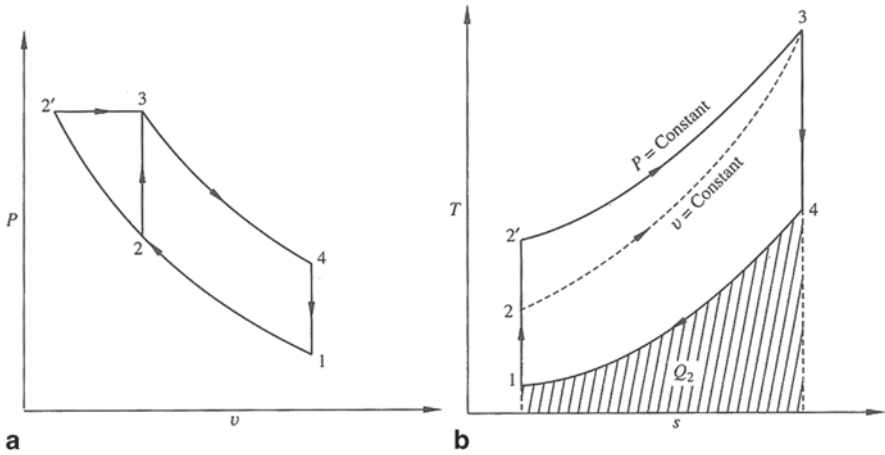 P
2′
3
2
4
1
υ
a
T
3
P = Constant
υ = Constant
2′
4
2
1
Q₂
s
b